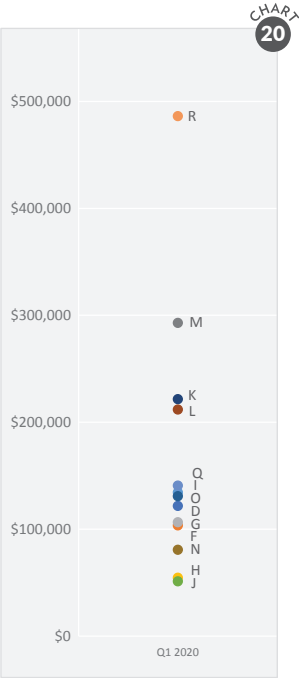 CHART
20
$500,000
R
$400,000
$300,000
M
K
L
$200,000
Q
I
O
D
G
F
$100,000
N
H
J
$0
Q1 2020